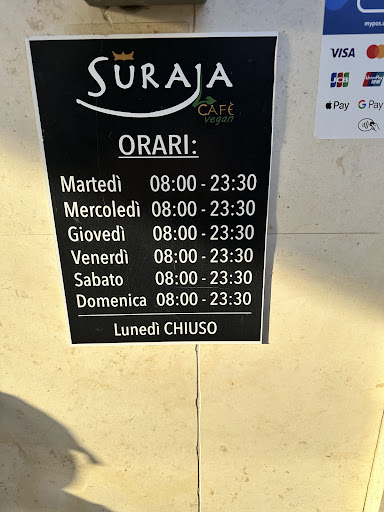 SURAJA
CAFÈ
vegan
ORARI:
Martedì 08:00 - 23:30
Mercoledì 08:00 - 23:30
Giovedì 08:00 - 23:30
Venerdì 08:00 - 23:30
Sabato 08:00 - 23:30
Domenica 08:00 - 23:30
Lunedì CHIUSO
VISA
JCB UnionPay
Pay G Pay